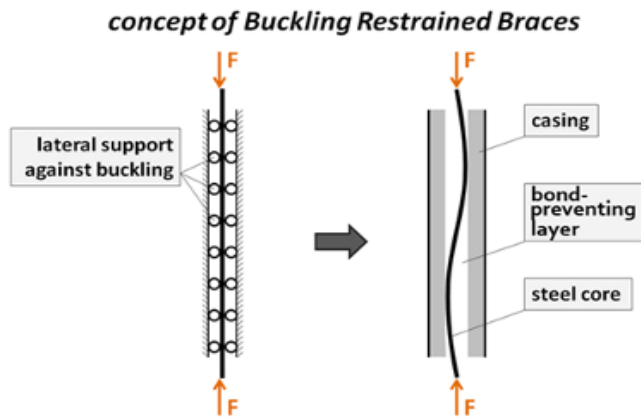 concept of Buckling Restrained Braces
F
F
lateral support
against buckling
casing
bond-
preventing
layer
steel core
F
F